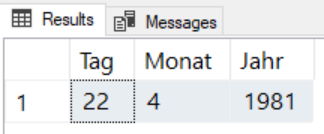 Results Messages
Tag Monat Jahr
1 22 4 1981